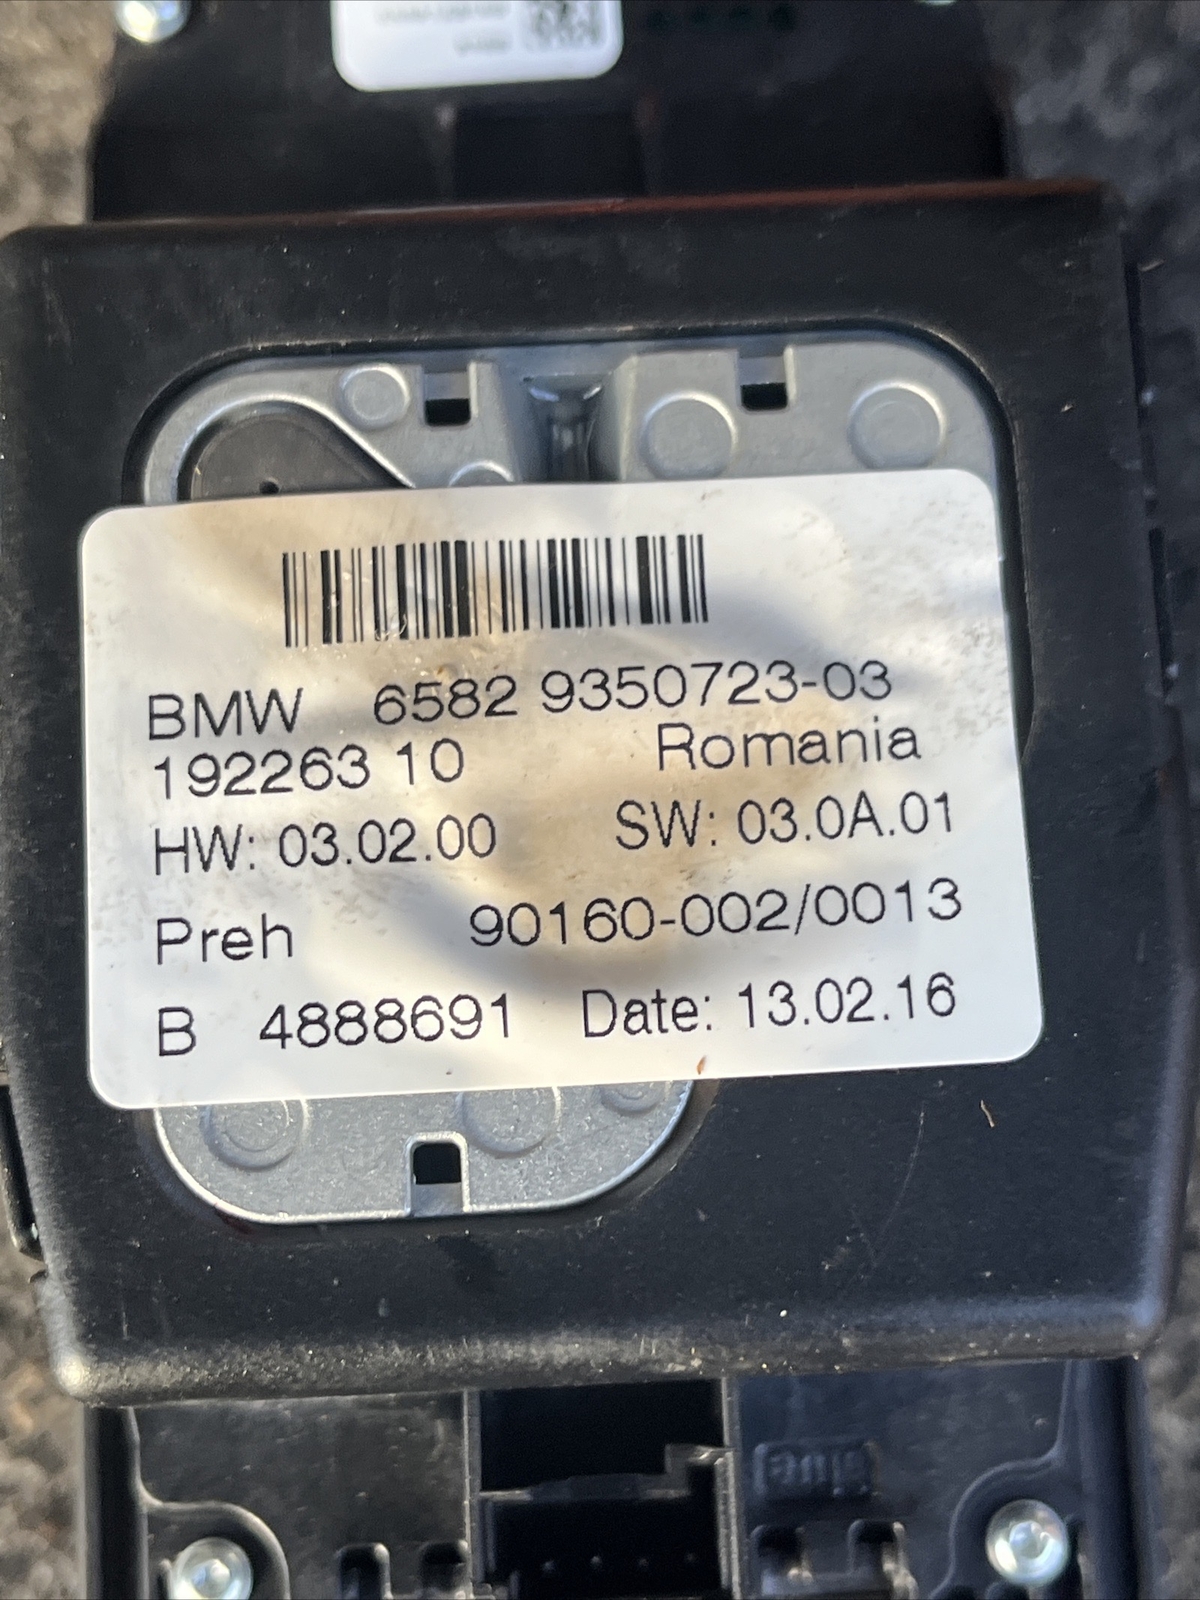 BMW 6582 9350723-03
192263 10 Romania
HW: 03.02.00 SW: 03.0A.01
Preh 90160-002/0013
B 4888691 Date: 13.02.16
blue